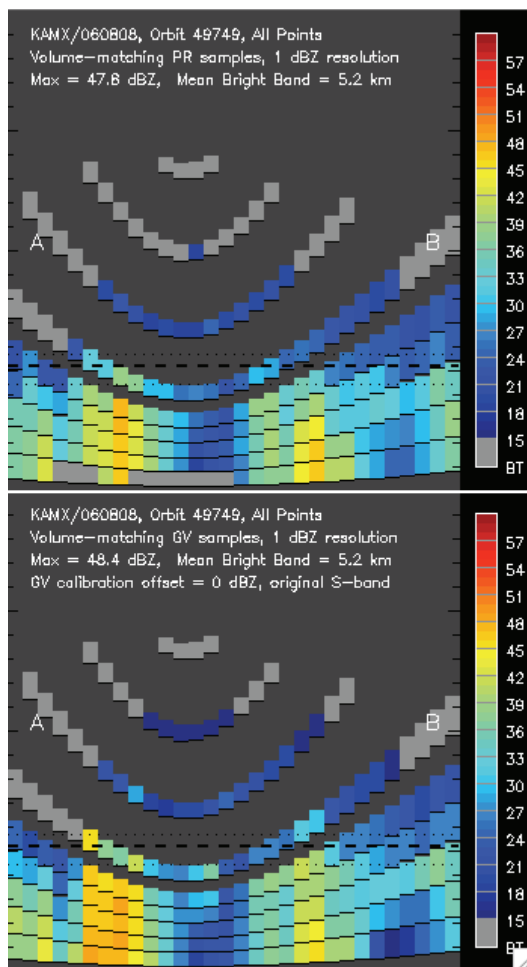 KAMX/060808, Orbit 49749, All Points
Volume-matching PR samples, 1 dBZ resolution
Max = 47.6 dBZ, Mean Bright Band = 5.2 km
A
B
57
54
51
48
45
42
39
36
33
30
27
24
21
18
15
BT
KAMX/060808, Orbit 49749, All Points
Volume-matching GV samples, 1 dBZ resolution
Max = 48.4 dBZ, Mean Bright Band = 5.2 km
GV calibration offset = 0 dBZ, original S-band
A
B
57
54
51
48
45
42
39
36
33
30
27
24
21
18
15
BT